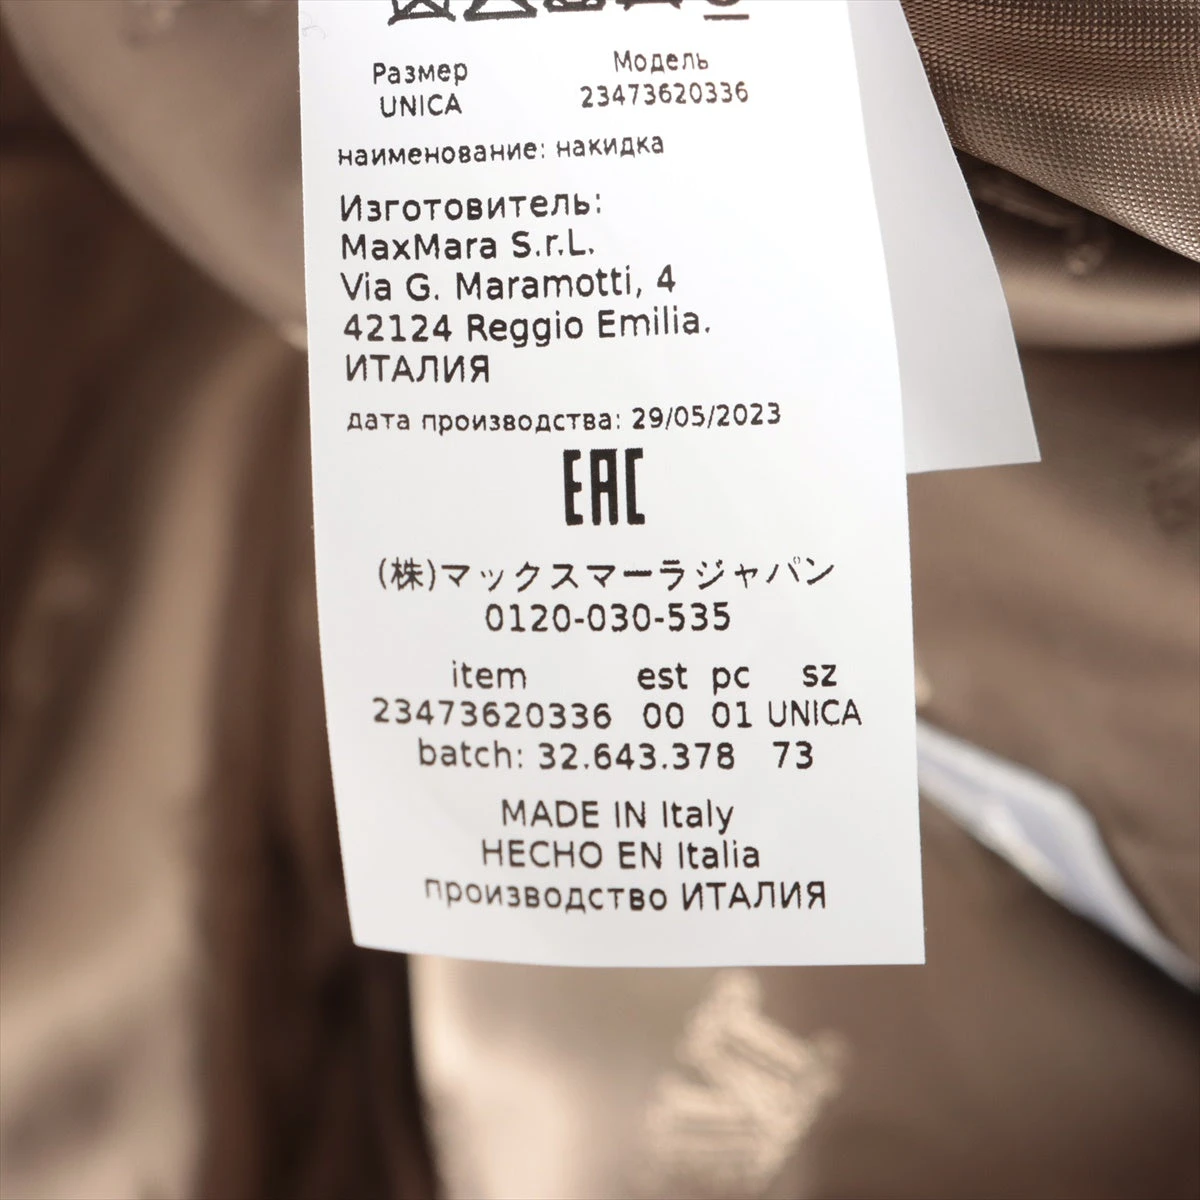 Размер Модель
UNICA 23473620336
наименование: накидка
Изготовитель:
MaxMara S.r.L.
Via G. Maramotti, 4
42124 Reggio Emilia.
ИТАЛИЯ
дата производства: 29/05/2023
EAC
(株)マックスマーラジャパン
0120-030-535
item est pc sz
23473620336 00 01 UNICA
batch: 32.643.378 73
MADE IN Italy
HECHO EN Italia
производство ИТАЛИЯ